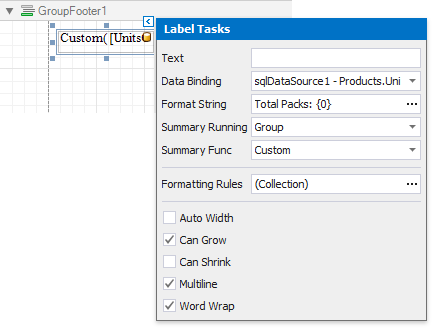 GroupFooter1
Custom( [Units
Label Tasks
Text
Data Binding sqlDataSource1 - Products.Uni
Format String Total Packs: {0} ...
Summary Running Group
Summary Func Custom
Formatting Rules (Collection) ...
Auto Width
Can Grow
Can Shrink
Multiline
Word Wrap